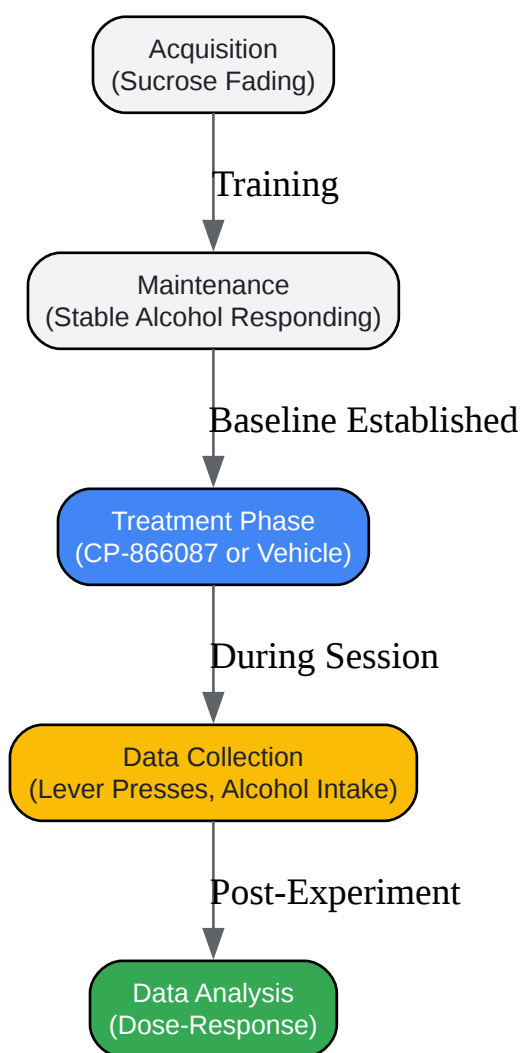 Acquisition
(Sucrose Fading)
Training
Maintenance
(Stable Alcohol Responding)
Baseline Established
Treatment Phase
(CP-866087 or Vehicle)
During Session
Data Collection
(Lever Presses, Alcohol Intake)
Post-Experiment
Data Analysis
(Dose-Response)